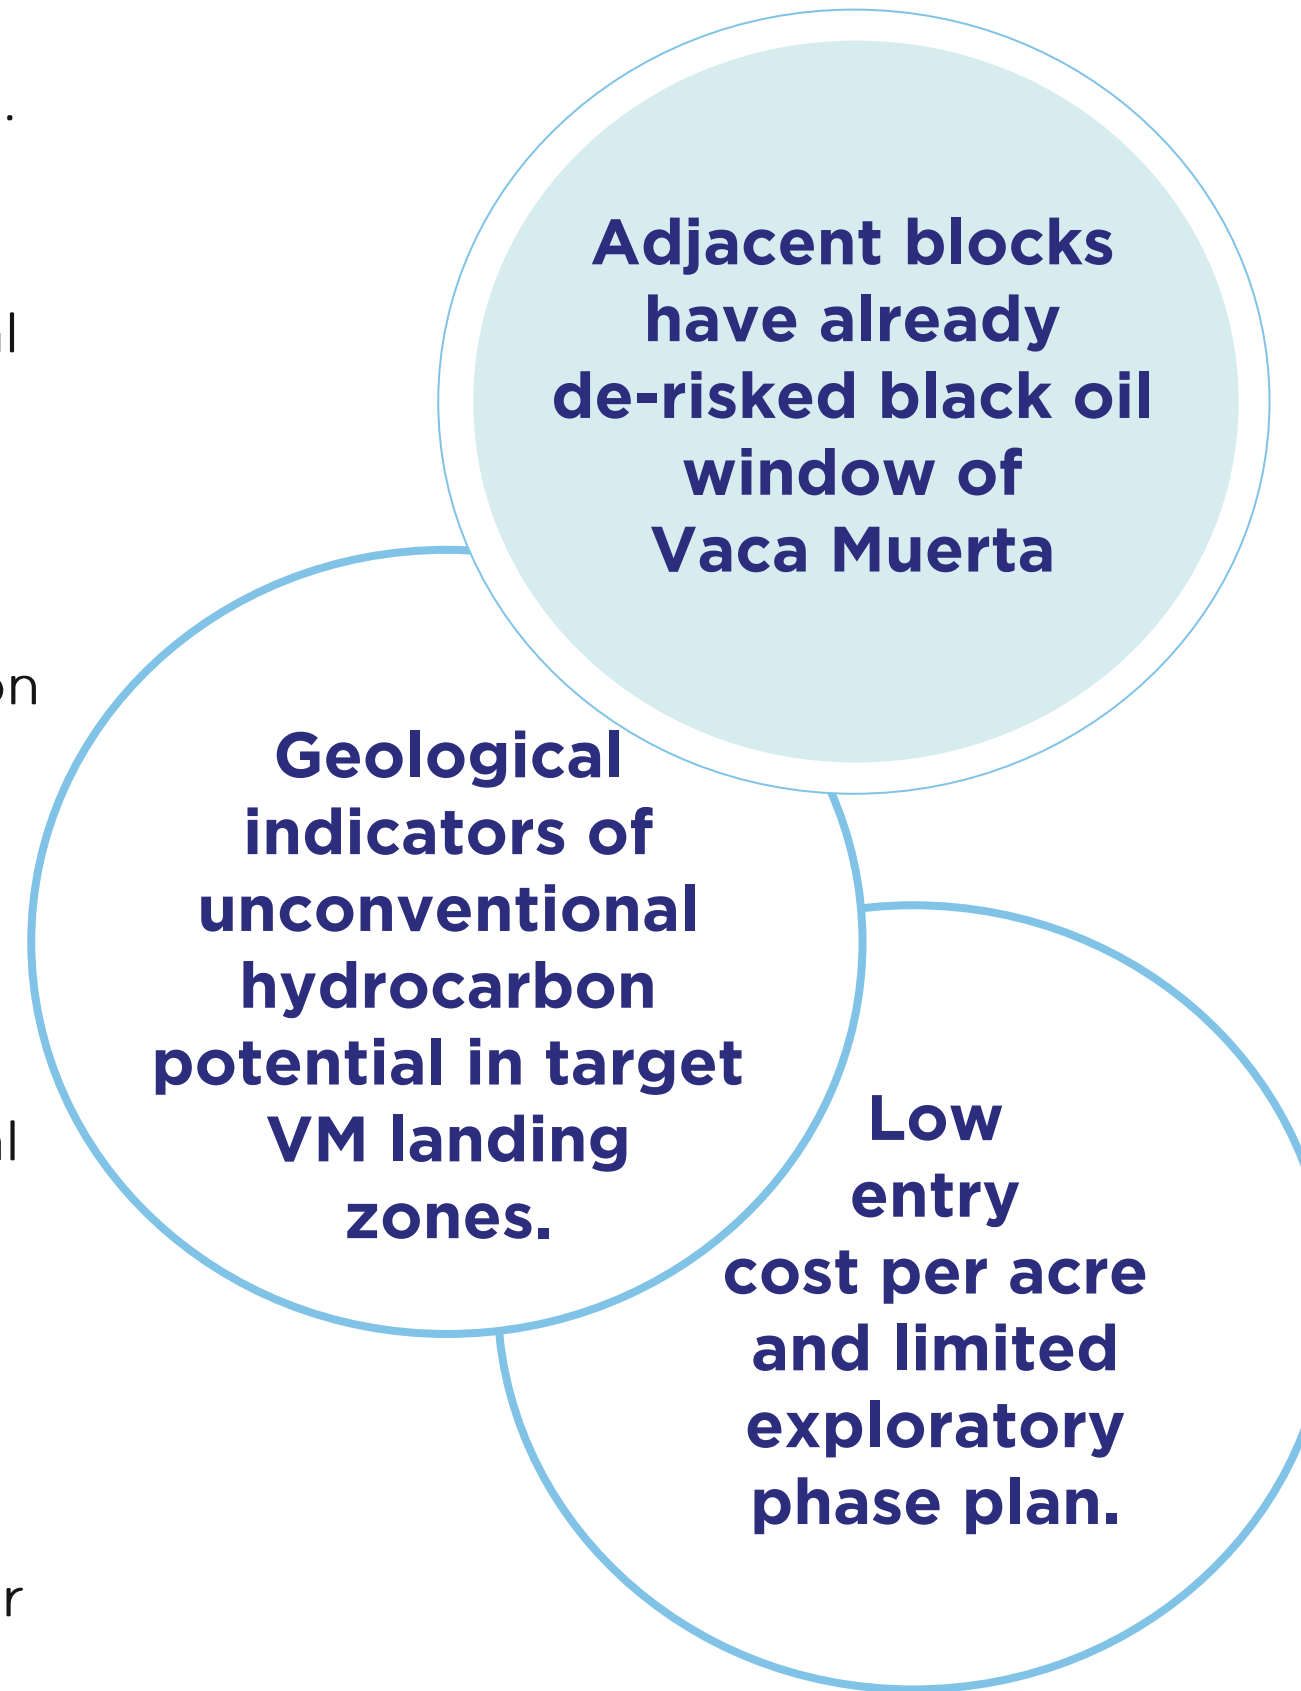 Adjacent blocks
have already
de-risked black oil
window of
Vaca Muerta
Geological
indicators of
unconventional
hydrocarbon
potential in target
VM landing
zones.
Low
entry
cost per acre
and limited
exploratory
phase plan.